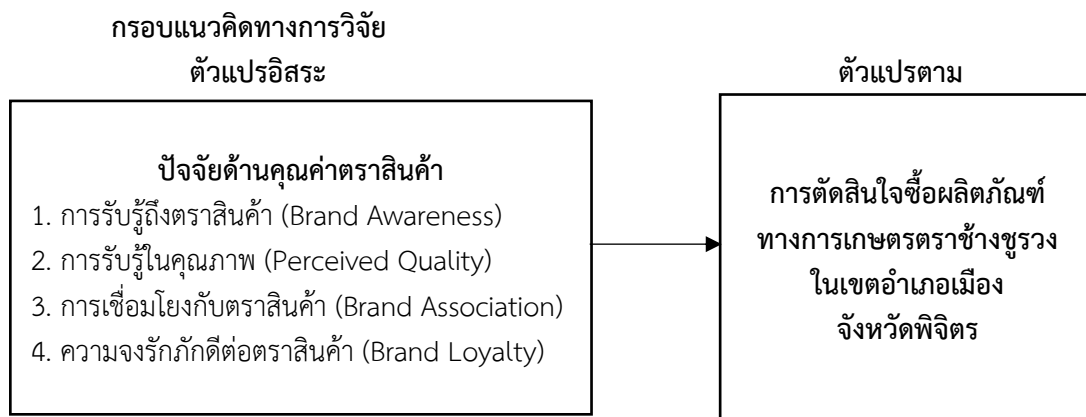 กรอบแนวคิดทางการวิจัย
ตัวแปรอิสระ
ตัวแปรตาม
ปัจจัยด้านคุณค่าตราสินค้า
1. การรับรู้ถึงตราสินค้า (Brand Awareness)
2. การรับรู้ในคุณภาพ (Perceived Quality)
3. การเชื่อมโยงกับตราสินค้า (Brand Association)
4. ความจงรักภักดีต่อตราสินค้า (Brand Loyalty)
การตัดสินใจซื้อผลิตภัณฑ์
ทางการเกษตรตราช้างชูรวง
ในเขตอำเภอเมือง
จังหวัดพิจิตร